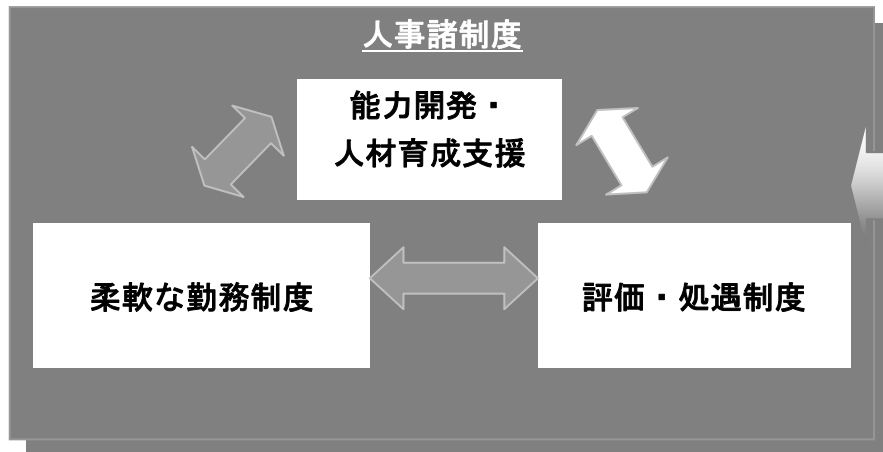 人事諸制度
能力開発・
人材育成支援
柔軟な勤務制度
評価・処遇制度